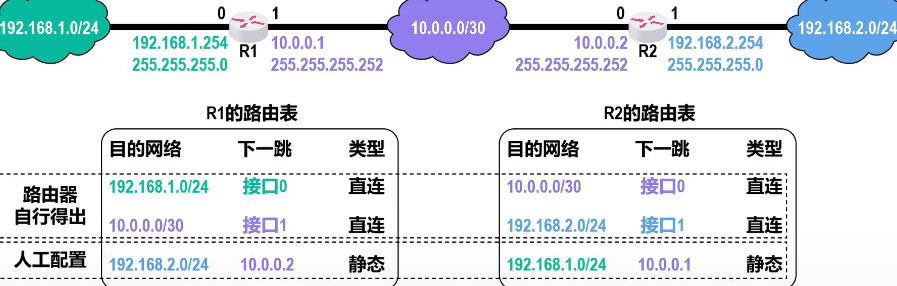 192.168.1.0/24
0 1
R1
192.168.1.254
255.255.255.0
10.0.0.1
255.255.255.252
10.0.0.0/30
0 1
R2
10.0.0.2
255.255.255.252
192.168.2.254
255.255.255.0
192.168.2.0/24
R1的路由表
目的网络 下一跳 类型
路由器
自行得出
192.168.1.0/24 接口0 直连
10.0.0.0/30 接口1 直连
人工配置
192.168.2.0/24 10.0.0.2 静态
R2的路由表
目的网络 下一跳 类型
10.0.0.0/30 接口0 直连
192.168.2.0/24 接口1 直连
192.168.1.0/24 10.0.0.1 静态